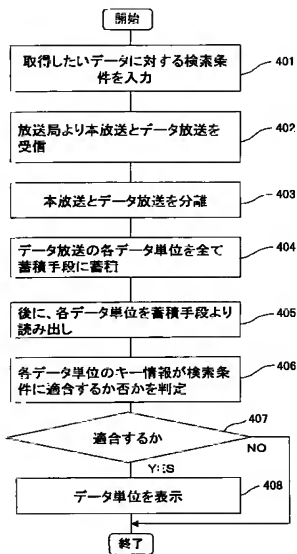 開始
取得したいデータに対する検索条
件を入力
401
放送局より本放送とデータ放送を
受信
402
本放送とデータ放送を分離
403
データ放送の各データ単位を全て
蓄積手段に蓄積
404
後に、各データ単位を蓄積手段より
読み出し
405
各データ単位のキー情報が検索条
件に適合するか否かを判定
406
適合するか
407
NO
YES
データ単位を表示
408
終了